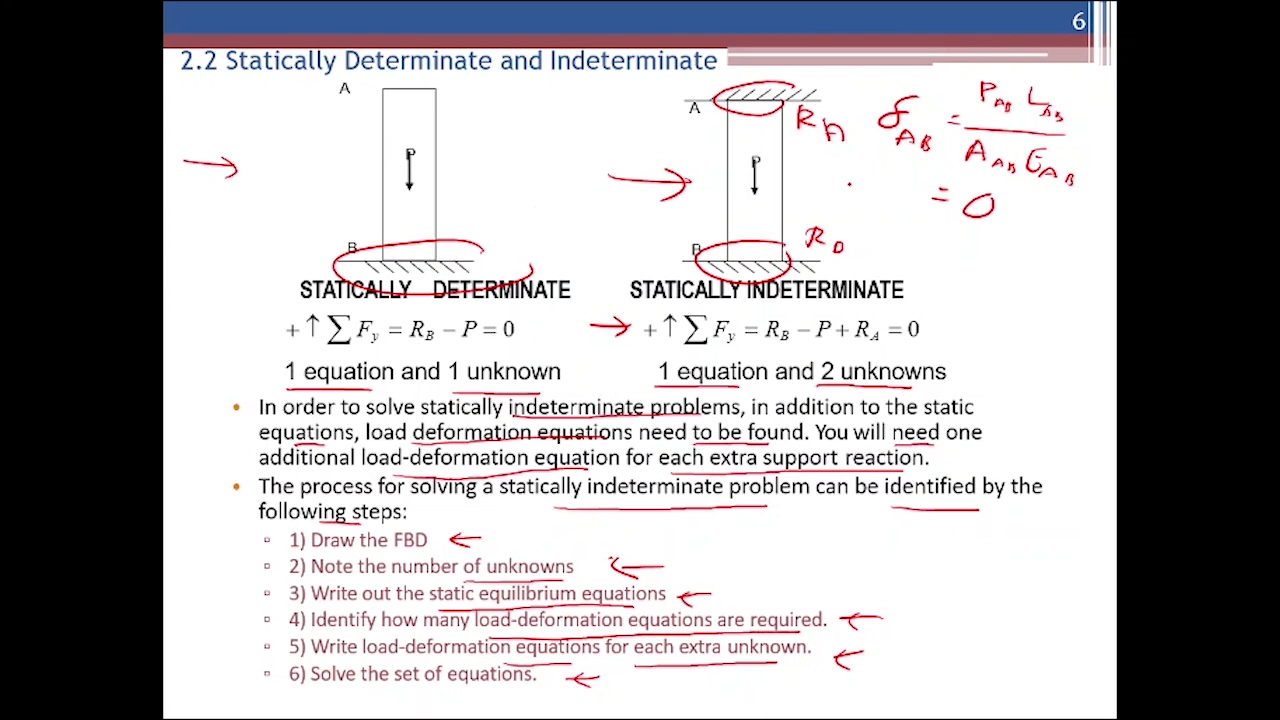 6
2.2 Statically Determinate and Indeterminate
A
P
B
A
P
B
R_A
R_B
δ_AB = P_AB L_AB / A_AB E_AB
= 0
STATICALLY DETERMINATE
STATICALLY INDETERMINATE
+ ↑ ∑ F_y = R_B − P = 0
+ ↑ ∑ F_y = R_B − P + R_A = 0
1 equation and 1 unknown
1 equation and 2 unknowns
• In order to solve statically indeterminate problems, in addition to the static
equations, load deformation equations need to be found. You will need one
additional load-deformation equation for each extra support reaction.
• The process for solving a statically indeterminate problem can be identified by the
following steps:
▫ 1) Draw the FBD
▫ 2) Note the number of unknowns
▫ 3) Write out the static equilibrium equations
▫ 4) Identify how many load-deformation equations are required.
▫ 5) Write load-deformation equations for each extra unknown.
▫ 6) Solve the set of equations.